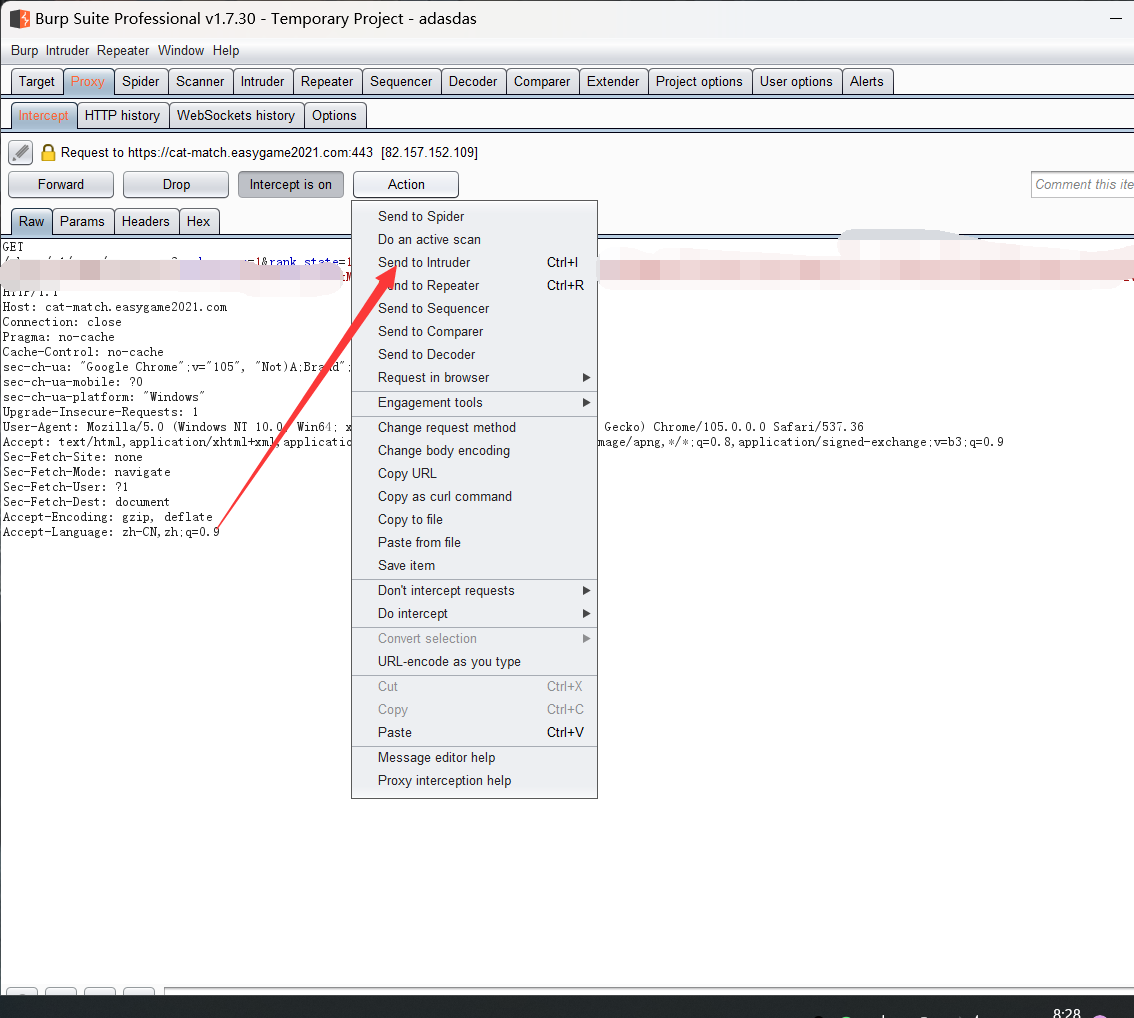 Burp Suite Professional v1.7.30 - Temporary Project - adasdas
Burp Intruder Repeater Window Help
Target Proxy Spider Scanner Intruder Repeater Sequencer Decoder Comparer Extender Project options User options Alerts
Intercept HTTP history WebSockets history Options
Request to https://cat-match.easygame2021.com:443 [82.157.152.109]
Forward Drop Intercept is on Action Comment this ite
Raw Params Headers Hex
GET
=1&rank_state=1
HTTP/1.1
Host: cat-match.easygame2021.com
Connection: close
Pragma: no-cache
Cache-Control: no-cache
sec-ch-ua: "Google Chrome";v="105", "Not)A;Brand";
sec-ch-ua-mobile: ?0
sec-ch-ua-platform: "Windows"
Upgrade-Insecure-Requests: 1
User-Agent: Mozilla/5.0 (Windows NT 10.0; Win64; x Gecko) Chrome/105.0.0.0 Safari/537.36
Accept: text/html,application/xhtml+xml,applicatio mage/apng,*/*;q=0.8,application/signed-exchange;v=b3;q=0.9
Sec-Fetch-Site: none
Sec-Fetch-Mode: navigate
Sec-Fetch-User: ?1
Sec-Fetch-Dest: document
Accept-Encoding: gzip, deflate
Accept-Language: zh-CN,zh;q=0.9
Send to Spider
Do an active scan
Send to Intruder Ctrl+I
Send to Repeater Ctrl+R
Send to Sequencer
Send to Comparer
Send to Decoder
Request in browser
Engagement tools
Change request method
Change body encoding
Copy URL
Copy as curl command
Copy to file
Paste from file
Save item
Don't intercept requests
Do intercept
Convert selection
URL-encode as you type
Cut Ctrl+X
Copy Ctrl+C
Paste Ctrl+V
Message editor help
Proxy interception help
8:28